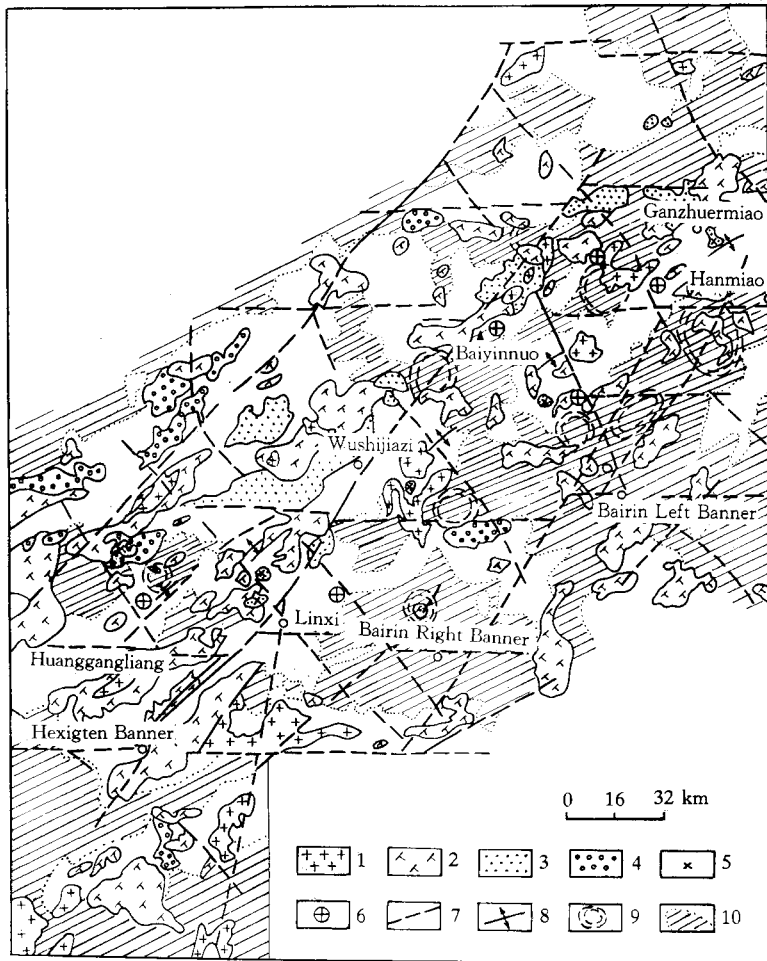 Ganzhuermiao
Hanmiao
Baiyinnuo
Wushijiazi
Bairin Left Banner
Linxi
Bairin Right Banner
Huanggangliang
Hexigten Banner
0 16 32 km
1 2 3 4 5
6 7 8 9 10